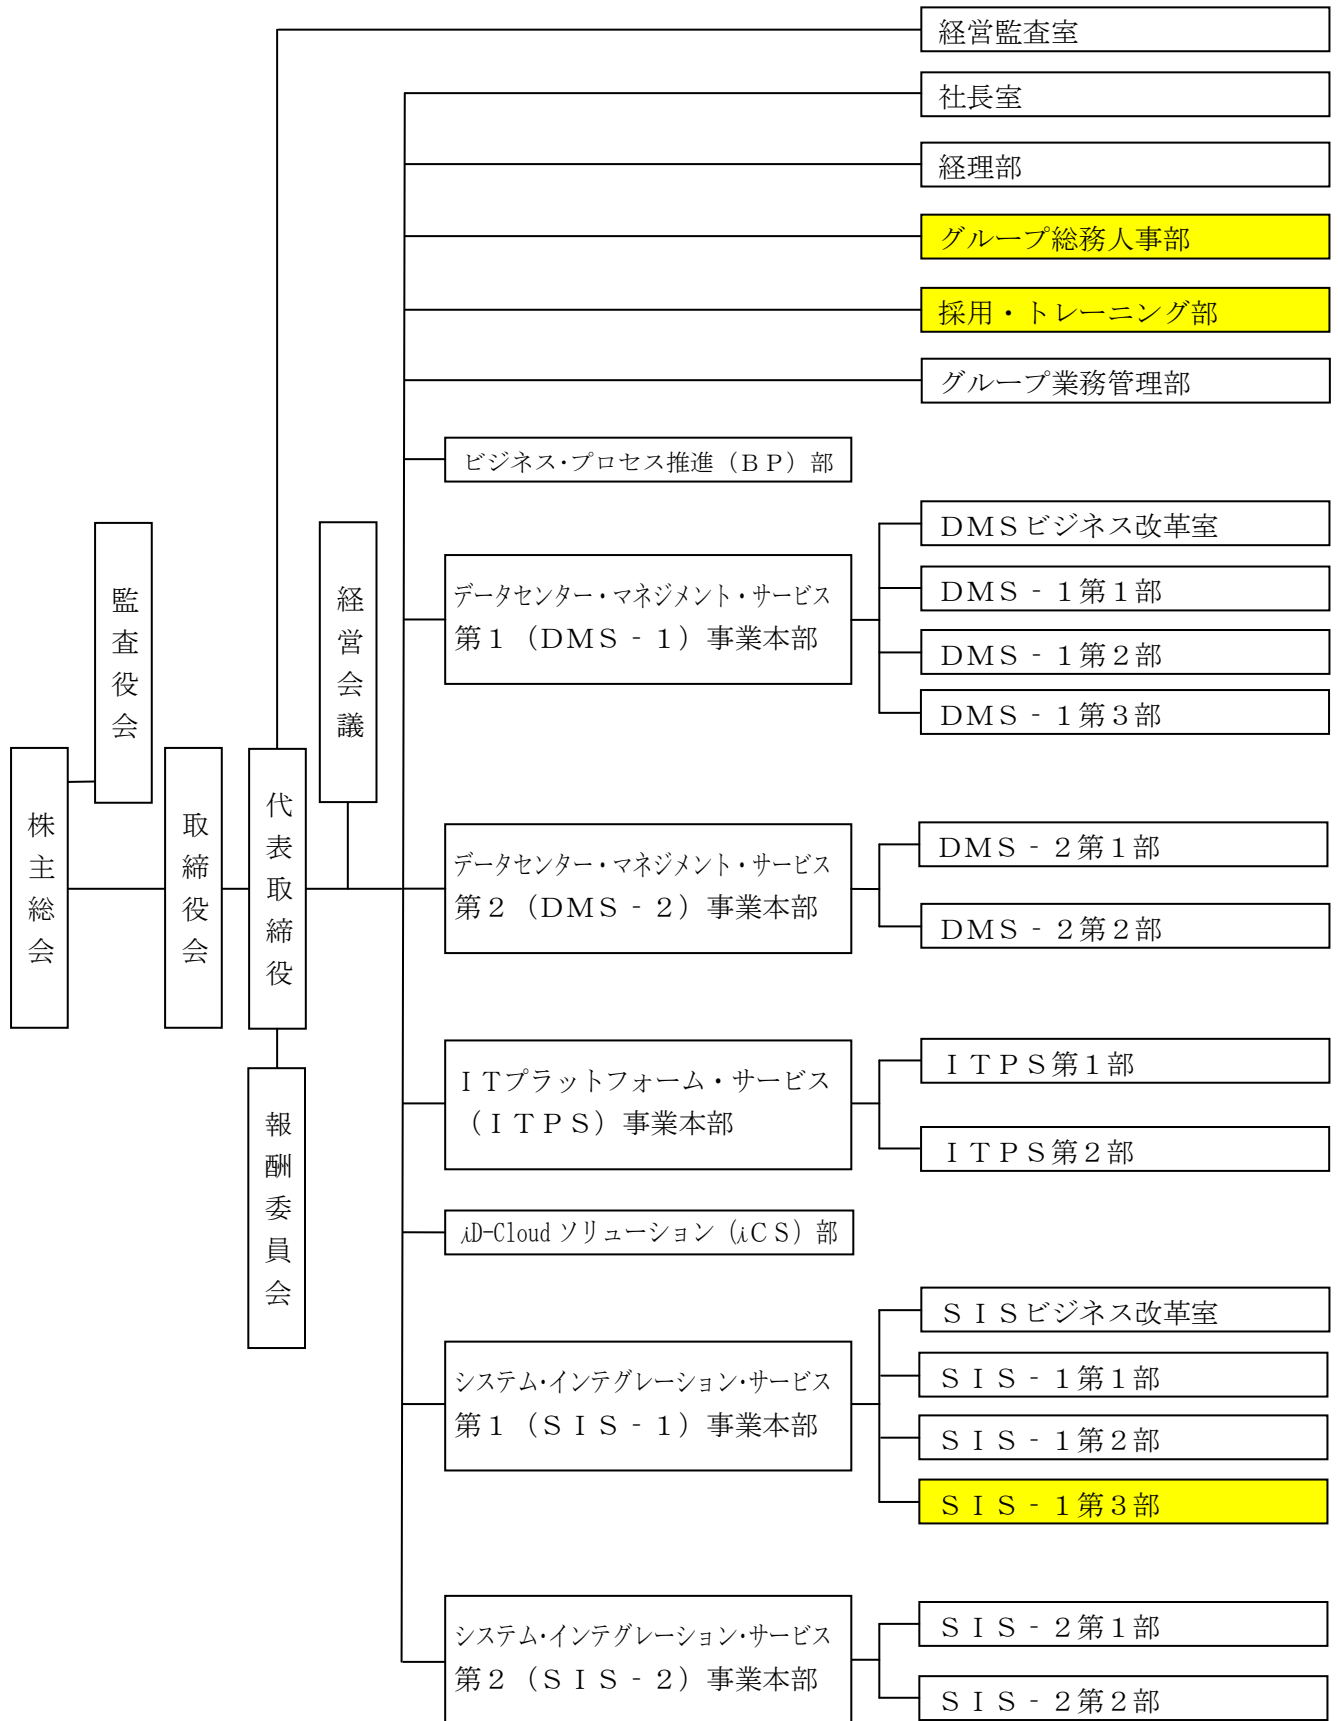 経営監査室
社長室
経理部
グループ総務人事部
採用・トレーニング部
グループ業務管理部
ビジネス・プロセス推進（ＢＰ）部
株主総会
監査役会
取締役会
代表取締役
報酬委員会
経営会議
データセンター・マネジメント・サービス
第１（ＤＭＳ‐１）事業本部
ＤＭＳビジネス改革室
ＤＭＳ‐１第１部
ＤＭＳ‐１第２部
ＤＭＳ‐１第３部
データセンター・マネジメント・サービス
第２（ＤＭＳ‐２）事業本部
ＤＭＳ‐２第１部
ＤＭＳ‐２第２部
ＩＴプラットフォーム・サービス
（ＩＴＰＳ）事業本部
ＩＴＰＳ第１部
ＩＴＰＳ第２部
iD-Cloud ソリューション（iＣＳ）部
システム・インテグレーション・サービス
第１（ＳＩＳ‐１）事業本部
ＳＩＳビジネス改革室
ＳＩＳ‐１第１部
ＳＩＳ‐１第２部
ＳＩＳ‐１第３部
システム・インテグレーション・サービス
第２（ＳＩＳ‐２）事業本部
ＳＩＳ‐２第１部
ＳＩＳ‐２第２部